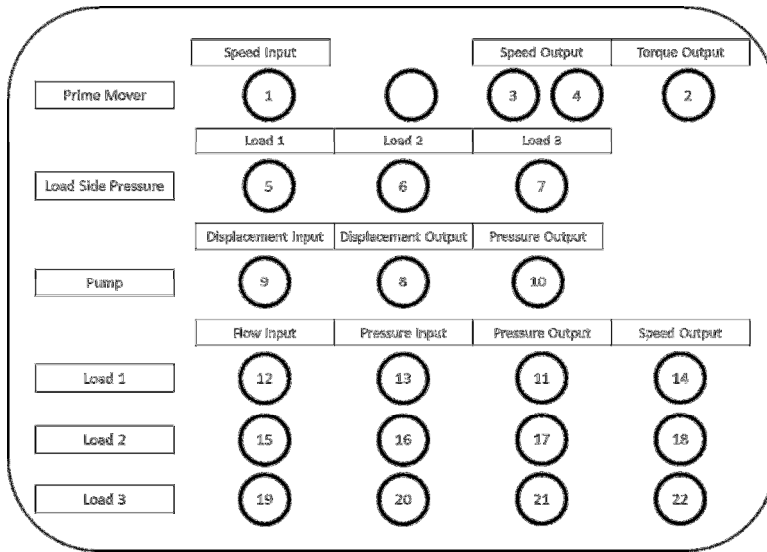 Speed Input Speed Output Torque Output
Prime Mover 1 3 4 2
Load 1 Load 2 Load 3
Load Side Pressure 5 6 7
Displacement Input Displacement Output Pressure Output
Pump 9 8 10
Flow Input Pressure Input Pressure Output Speed Output
Load 1 12 13 11 14
Load 2 15 16 17 18
Load 3 19 20 21 22